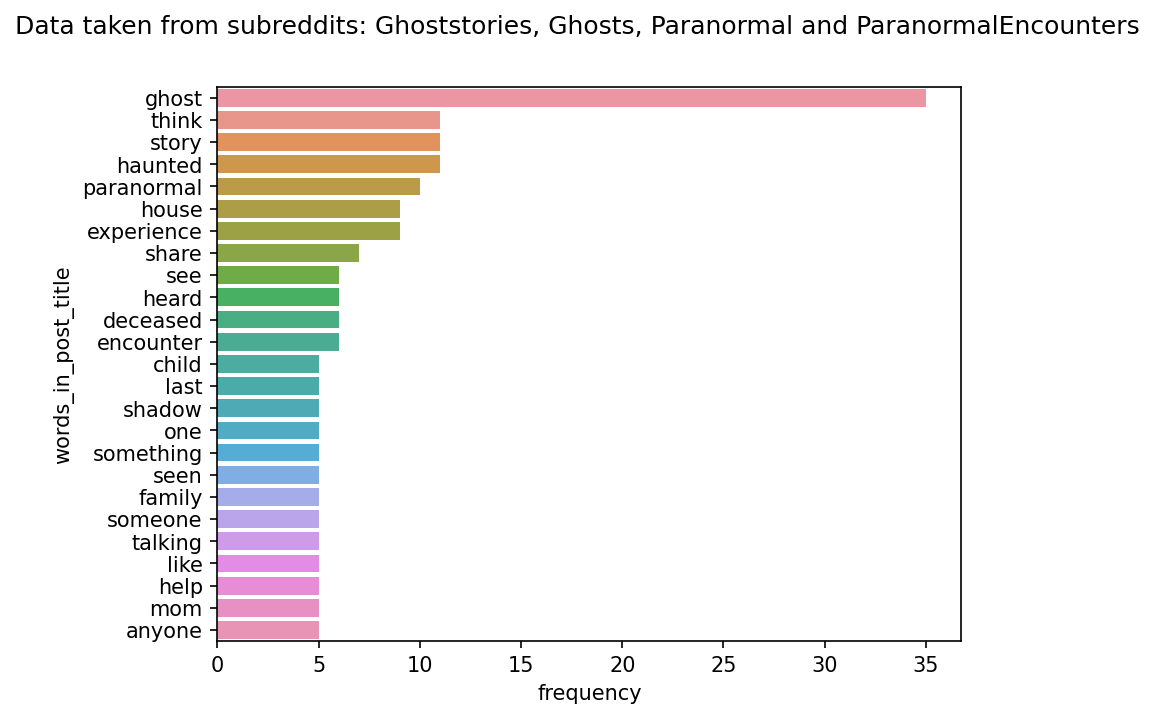 Data taken from subreddits: Ghoststories, Ghosts, Paranormal and ParanormalEncounters
words_in_post_title
ghost
think
story
haunted
paranormal
house
experience
share
see
heard
deceased
encounter
child
last
shadow
one
something
seen
family
someone
talking
like
help
mom
anyone
0 5 10 15 20 25 30 35
frequency